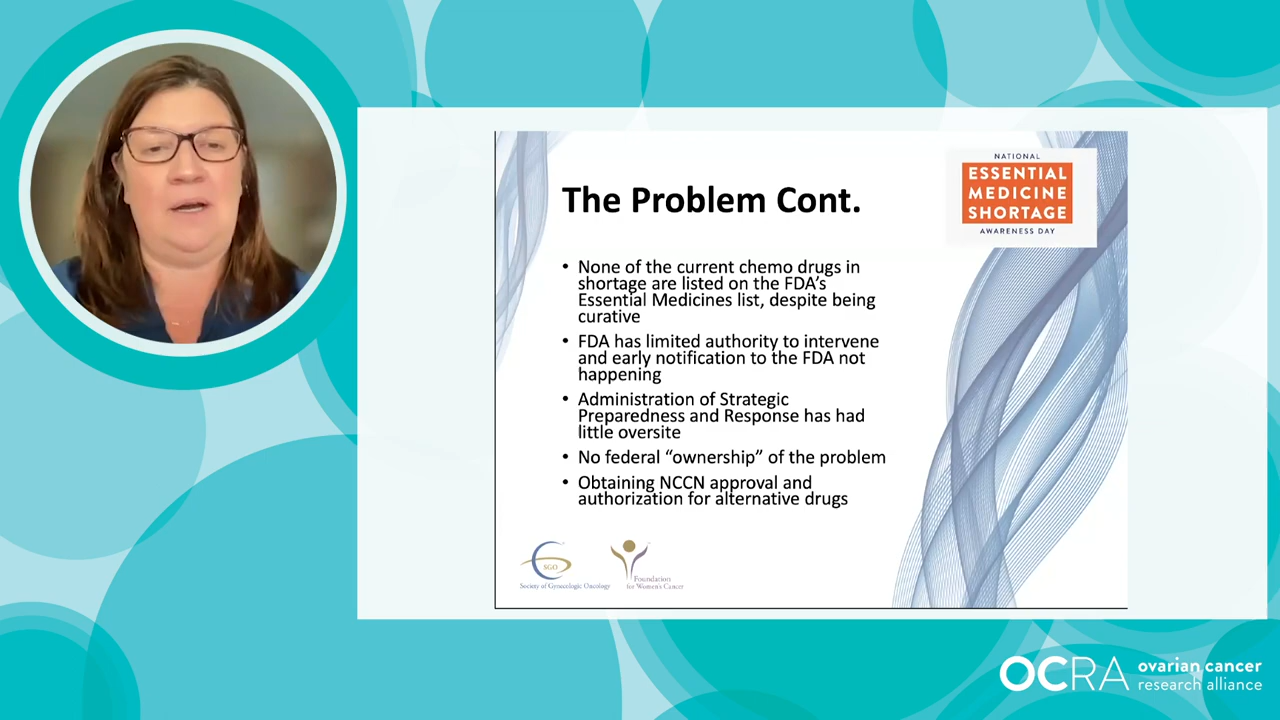 NATIONAL
ESSENTIAL
MEDICINE
SHORTAGE
AWARENESS DAY
The Problem Cont.
• None of the current chemo drugs in
shortage are listed on the FDA’s
Essential Medicines list, despite being
curative
• FDA has limited authority to intervene
and early notification to the FDA not
happening
• Administration of Strategic
Preparedness and Response has had
little oversite
• No federal “ownership” of the problem
• Obtaining NCCN approval and
authorization for alternative drugs
SGO
Society of Gynecologic Oncology
Foundation
for Women's Cancer
OCRA
ovarian cancer
research alliance